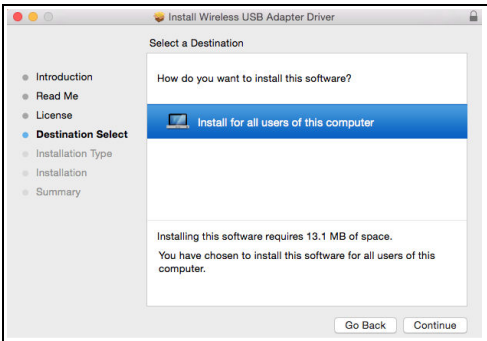 Install Wireless USB Adapter Driver
Select a Destination
Introduction
Read Me
License
Destination Select
Installation Type
Installation
Summary
How do you want to install this software?
Install for all users of this computer
Installing this software requires 13.1 MB of space.
You have chosen to install this software for all users of this
computer.
Go Back
Continue